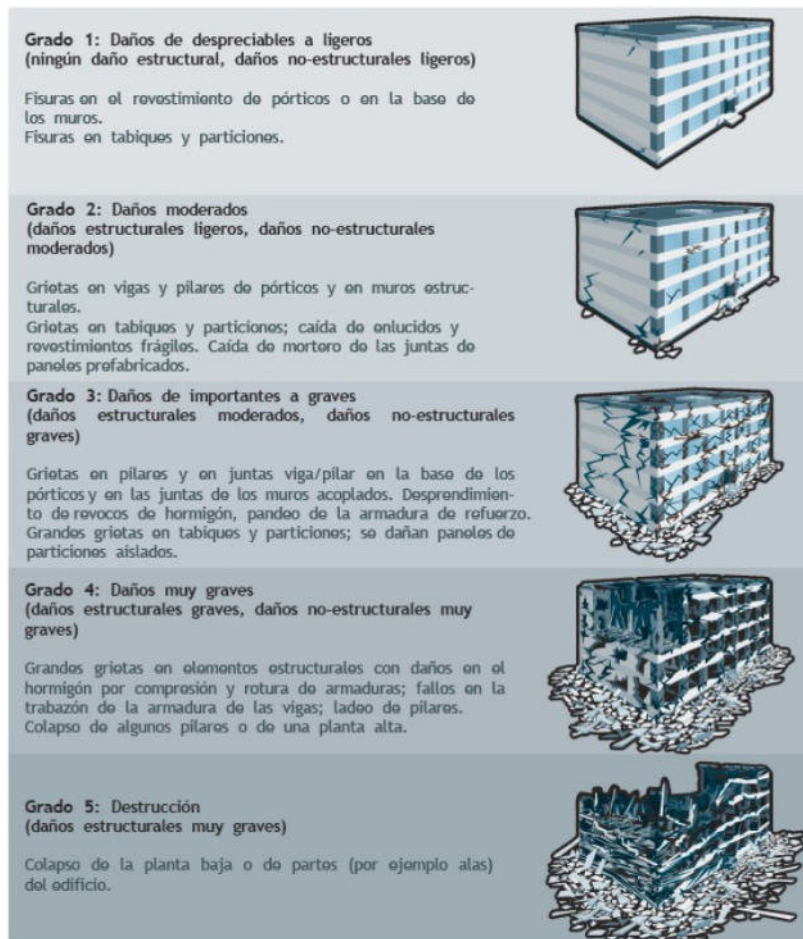 Grado 1: Daños de despreciables a ligeros
(ningún daño estructural, daños no-estructurales ligeros)
Fisuras en el revestimiento de pórticos o en la base de
los muros.
Fisuras en tabiques y particiones.
Grado 2: Daños moderados
(daños estructurales ligeros, daños no-estructurales
moderados)
Grietas en vigas y pilares de pórticos y en muros estruc-
turales.
Grietas en tabiques y particiones; caída de enlucidos y
revestimientos frágiles. Caída de mortero de las juntas de
paneles prefabricados.
Grado 3: Daños de importantes a graves
(daños estructurales moderados, daños no-estructurales
graves)
Grietas en pilares y en juntas viga/pilar en la base de los
pórticos y en las juntas de los muros acoplados. Desprendimien-
to de revocos de hormigón, pandeo de la armadura de refuerzo.
Grandes grietas en tabiques y particiones; se dañan paneles de
particiones aislados.
Grado 4: Daños muy graves
(daños estructurales graves, daños no-estructurales muy
graves)
Grandes grietas en elementos estructurales con daños en el
hormigón por compresión y rotura de armaduras; fallos en la
trabazón de la armadura de las vigas; ladeo de pilares.
Colapso de algunos pilares o de una planta alta.
Grado 5: Destrucción
(daños estructurales muy graves)
Colapso de la planta baja o de partes (por ejemplo alas)
del edificio.